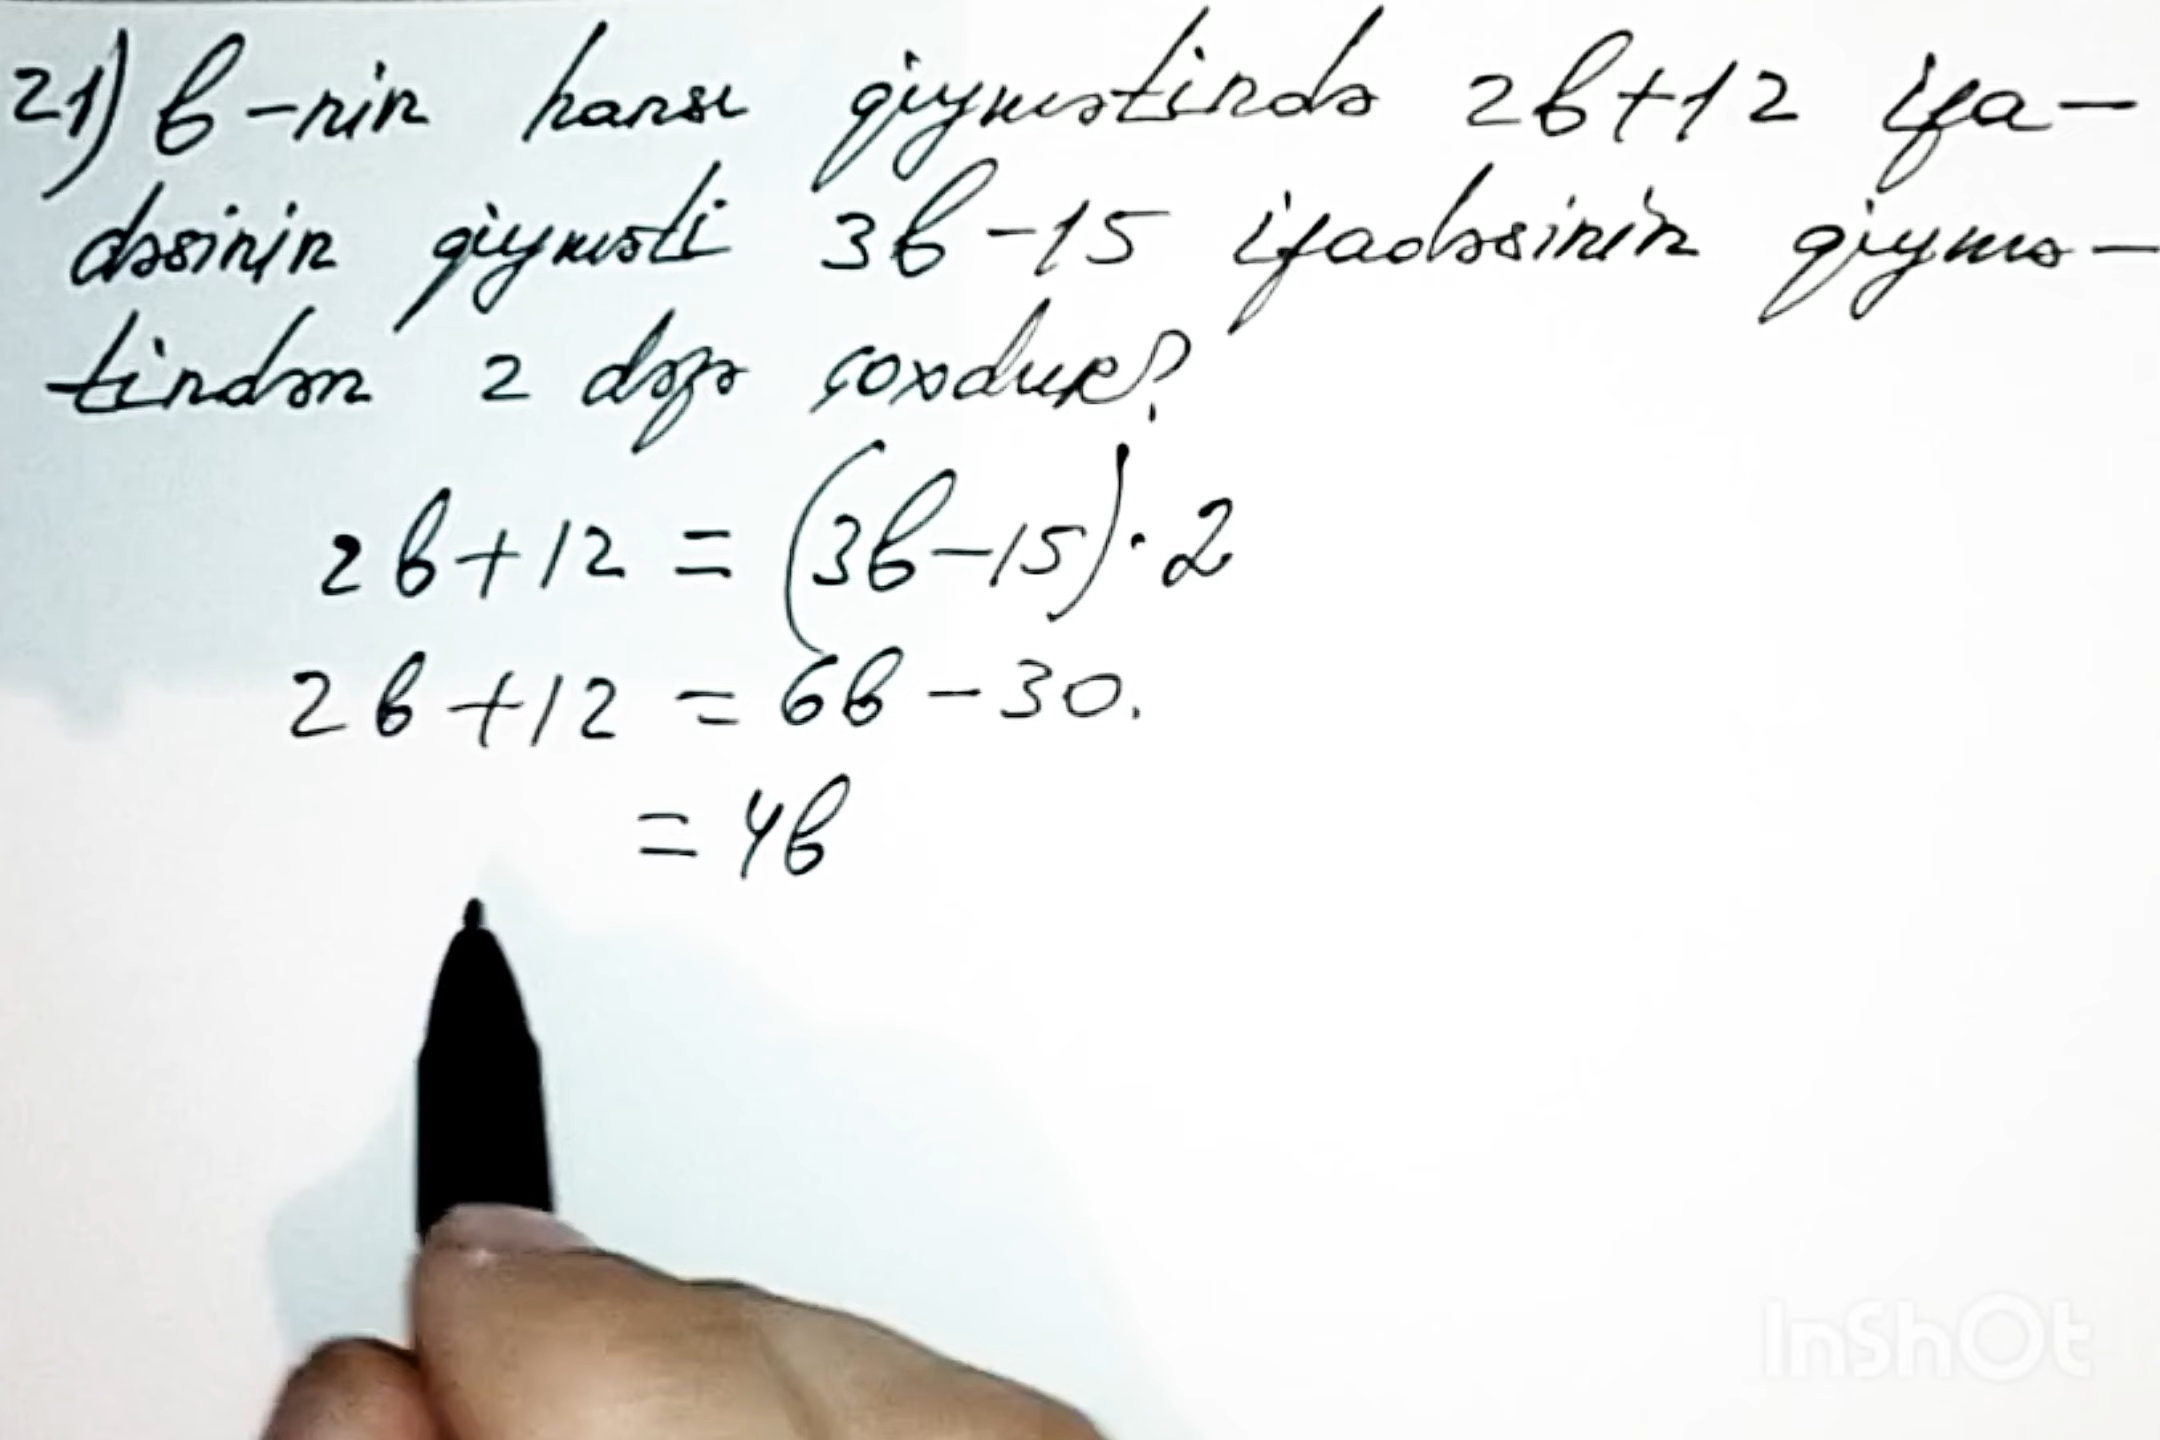 21) b-nin hansı qiymətində 2b+12 ifa-
dəsinin qiyməti 3b-15 ifadəsinin qiymə-
tindən 2 dəfə çoxdur?
2b+12 = (3b-15)·2
2b+12 = 6b-30.
= 4b
InShOt